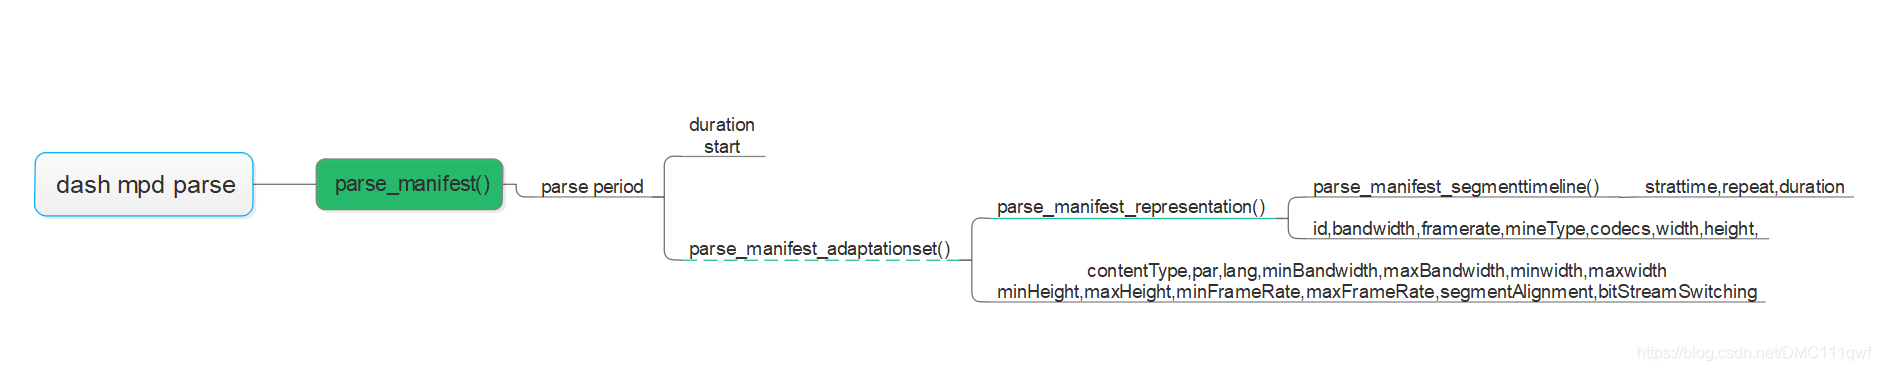 dash mpd parse
parse_manifest()
parse period
duration
start
parse_manifest_adaptationset()
parse_manifest_representation()
parse_manifest_segmenttimeline()
strattime,repeat,duration
id,bandwidth,framerate,mineType,codecs,width,height,
contentType,par,lang,minBandwidth,maxBandwidth,minwidth,maxwidth
minHeight,maxHeight,minFrameRate,maxFrameRate,segmentAlignment,bitStreamSwitching
https://blog.csdn.net/DMC111qwf